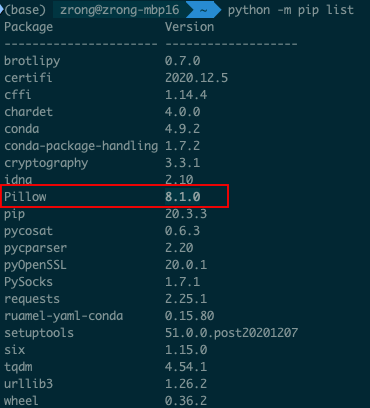 (base) zrong@zrong-mbp16 ~ python -m pip list
Package Version
---------------------- -------------------
brotlipy 0.7.0
certifi 2020.12.5
cffi 1.14.4
chardet 4.0.0
conda 4.9.2
conda-package-handling 1.7.2
cryptography 3.3.1
idna 2.10
Pillow 8.1.0
pip 20.3.3
pycosat 0.6.3
pycparser 2.20
pyOpenSSL 20.0.1
PySocks 1.7.1
requests 2.25.1
ruamel-yaml-conda 0.15.80
setuptools 51.0.0.post20201207
six 1.15.0
tqdm 4.54.1
urllib3 1.26.2
wheel 0.36.2